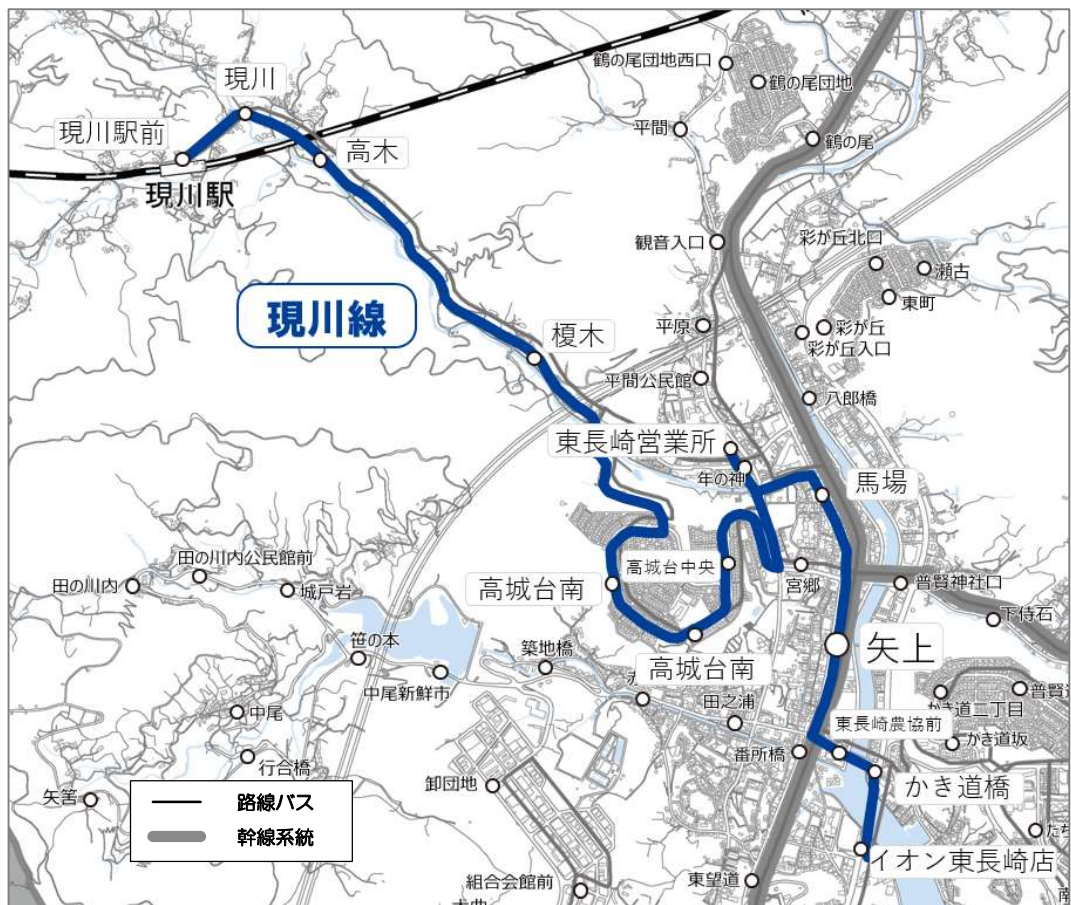 鶴の尾団地西口
鶴の尾団地
現川
現川駅前
高木
平間
鶴の尾
現川駅
観音入口
彩が丘北口
瀬古
東町
現川線
榎木
平原
彩が丘
彩が丘入口
平間公民館
八郎橋
東長崎営業所
年の神
馬場
田の川内公民館前
田の川内
城戸岩
高城台南
高城台中央
宮郷
普賢神社口
下侍石
笹の本
築地橋
高城台南
矢上
中尾新鮮市
中尾
田之浦
かき道二丁目
普賢
東長崎農協前
かき道坂
行合橋
番所橋
矢筈
卸団地
かき道橋
路線バス
幹線系統
たち
イオン東長崎店
組合会館前
東望道